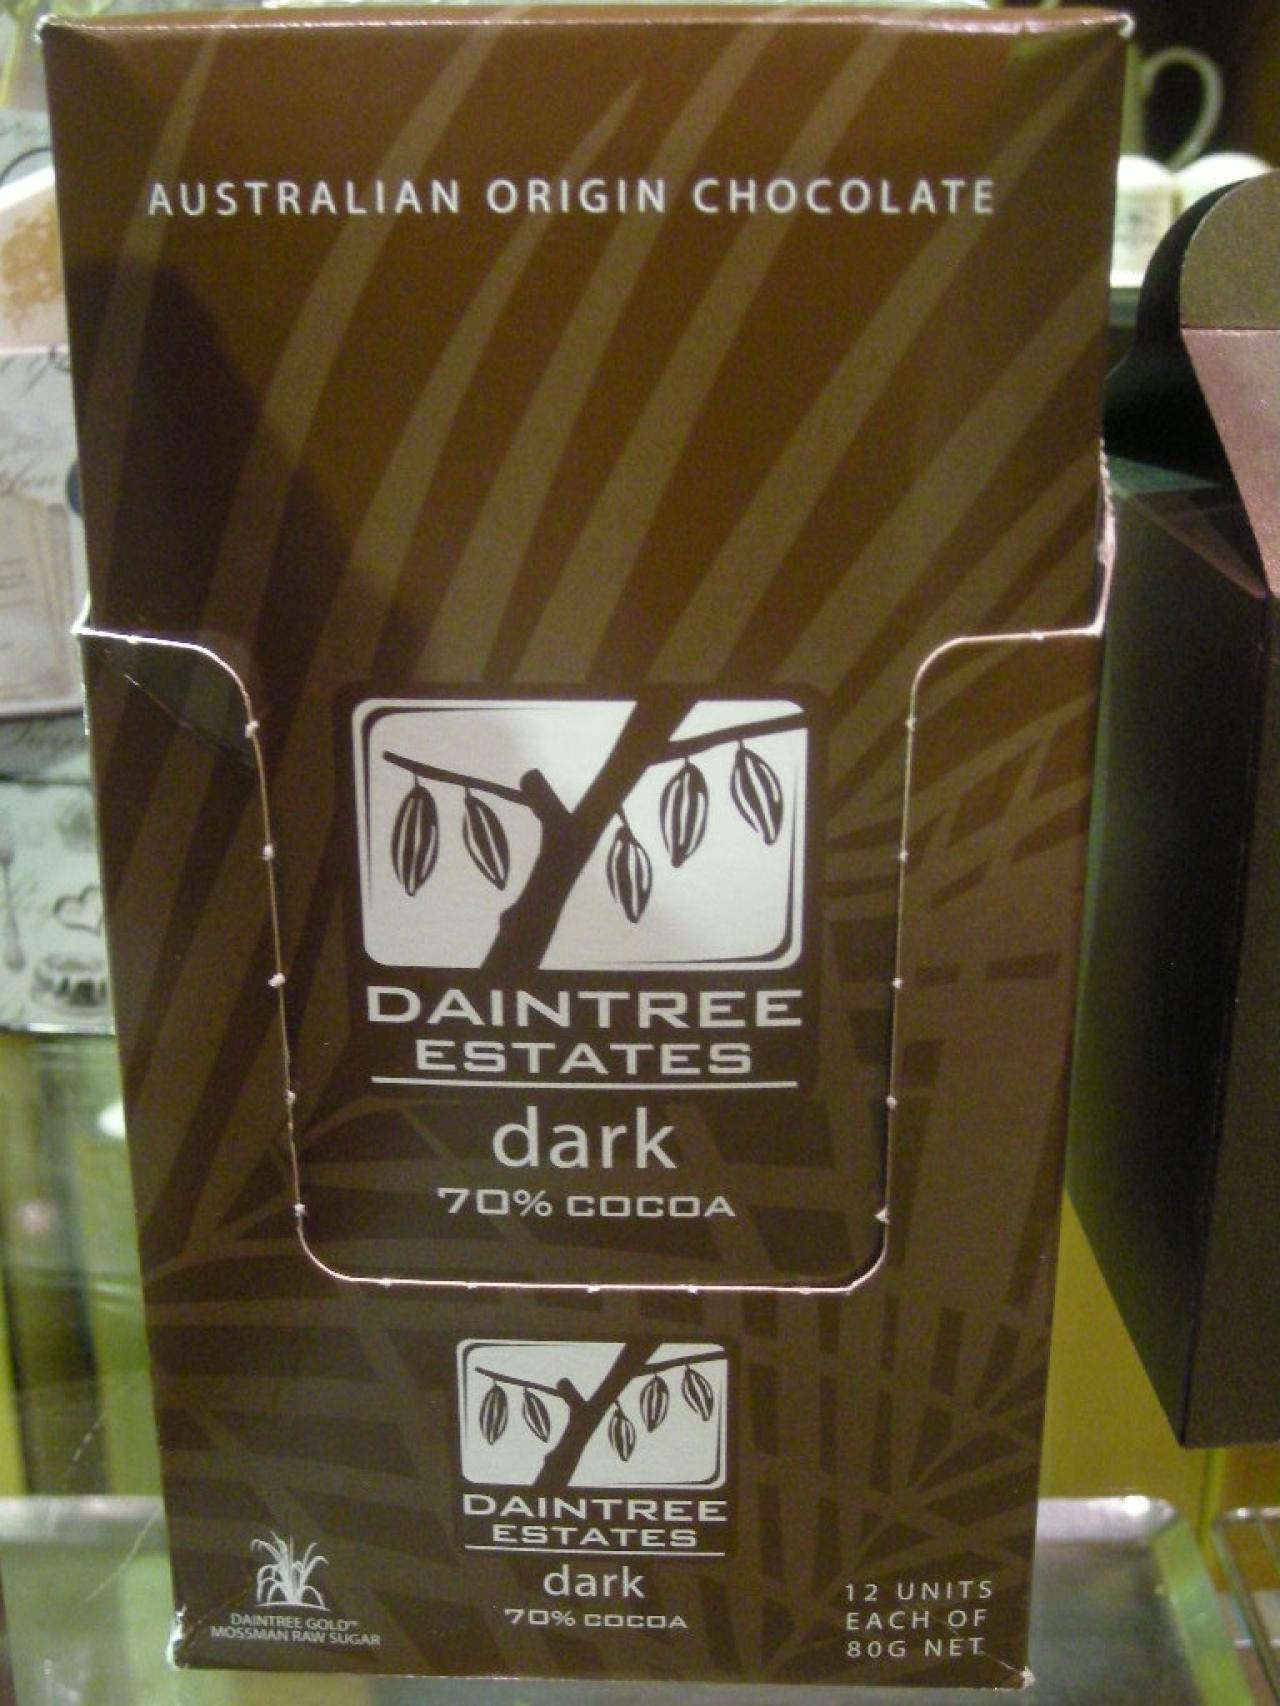 AUSTRALIAN ORIGIN CHOCOLATE
DAINTREE
ESTATES
dark
70% COCOA
DAINTREE
ESTATES
dark
70% COCOA
DAINTREE GOLD™
MOSSMAN RAW SUGAR
12 UNITS
EACH OF
80G NET